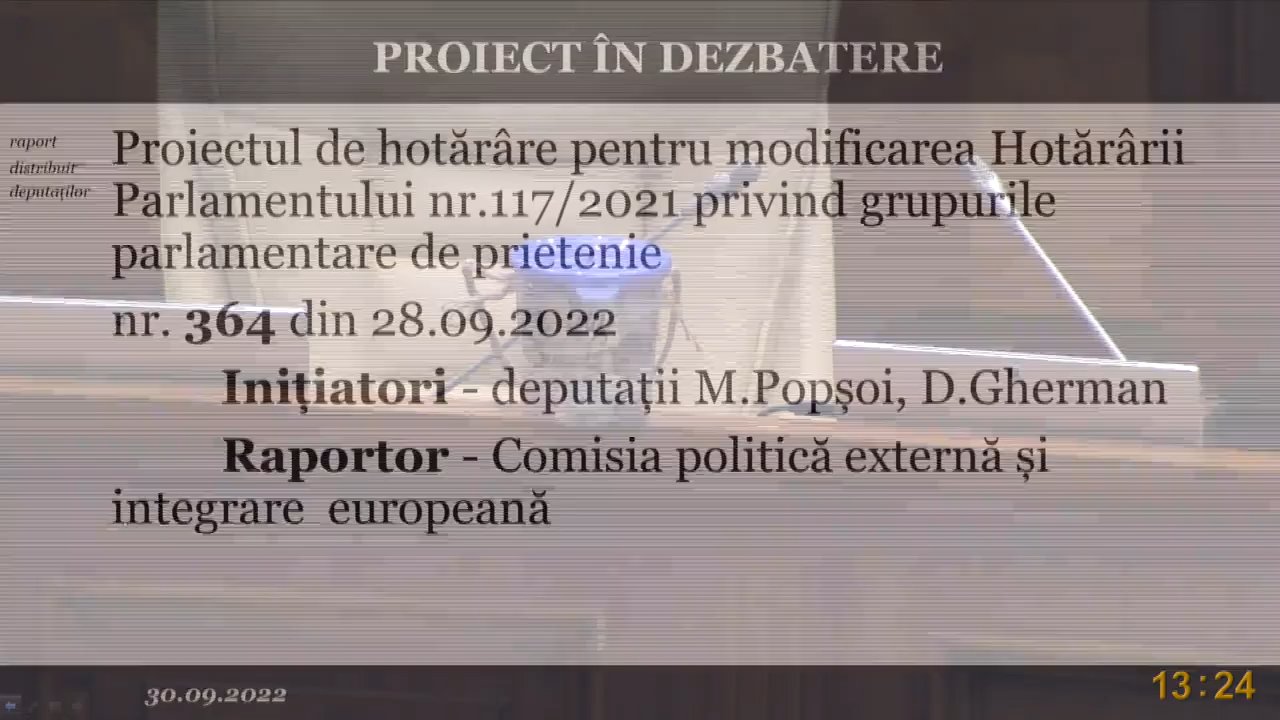 PROIECT ÎN DEZBATERE
raport
distribuit
deputaților
Proiectul de hotărâre pentru modificarea Hotărârii
Parlamentului nr.117/2021 privind grupurile
parlamentare de prietenie
nr. 364 din 28.09.2022
Inițiatori - deputații M.Popșoi, D.Gherman
Raportor - Comisia politică externă și
integrare europeană
30.09.2022
13:24